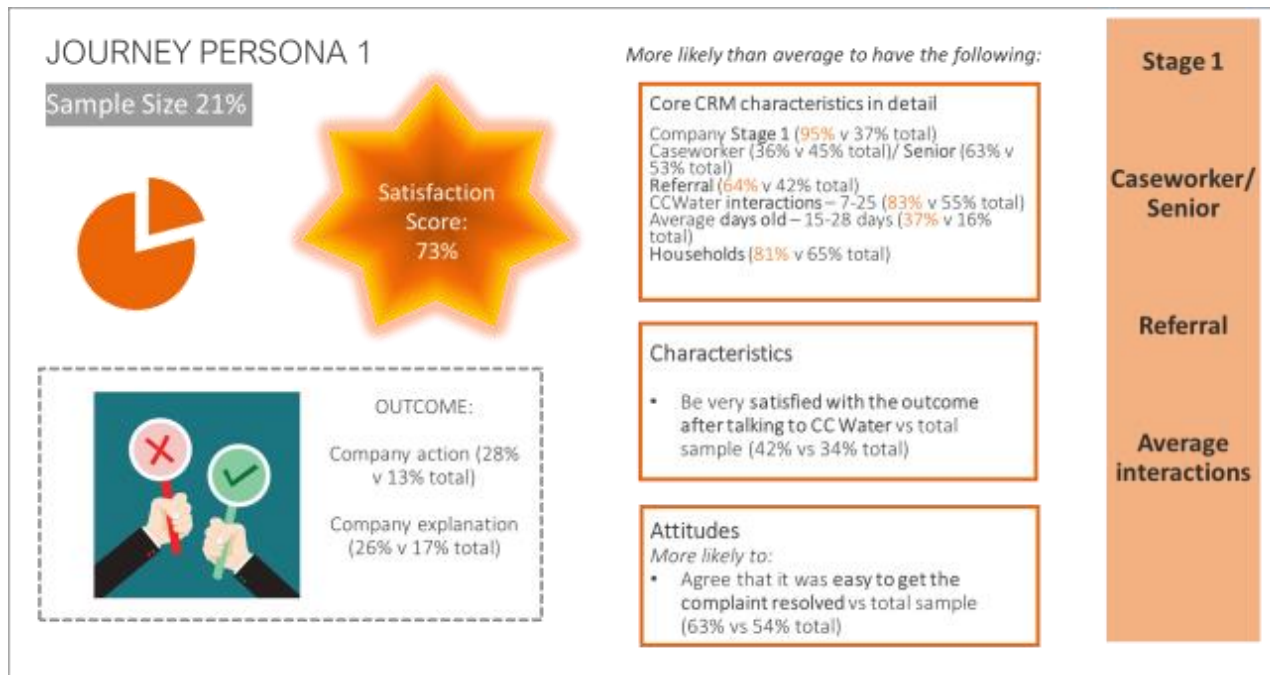 JOURNEY PERSONA 1
Sample Size 21%
Satisfaction
Score:
73%
OUTCOME:
Company action (28%
v 13% total)
Company explanation
(26% v 17% total)
More likely than average to have the following:
Core CRM characteristics in detail
Company Stage 1 (95% v 37% total)
Caseworker (36% v 45% total)/ Senior (63% v
53% total)
Referral (64% v 42% total)
CCWater interactions – 7-25 (83% v 55% total)
Average days old – 15-28 days (37% v 16%
total)
Households (81% v 65% total)
Characteristics
• Be very satisfied with the outcome
after talking to CC Water vs total
sample (42% vs 34% total)
Attitudes
More likely to:
• Agree that it was easy to get the
complaint resolved vs total sample
(63% vs 54% total)
Stage 1
Caseworker/
Senior
Referral
Average
interactions